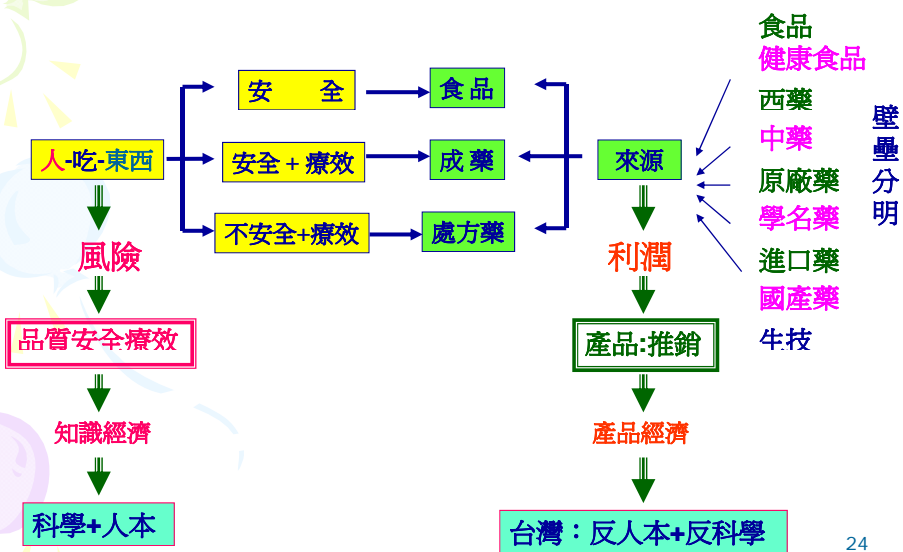 食品
健康食品
西藥
中藥
原廠藥
學名藥
進口藥
國產藥
生技
壁壘分明
安 全
食 品
人-吃-東西
安全 + 療效
成 藥
來源
不安全+療效
處方藥
風險
利潤
品質安全療效
產品:推銷
知識經濟
產品經濟
科學+人本
台灣：反人本+反科學
24